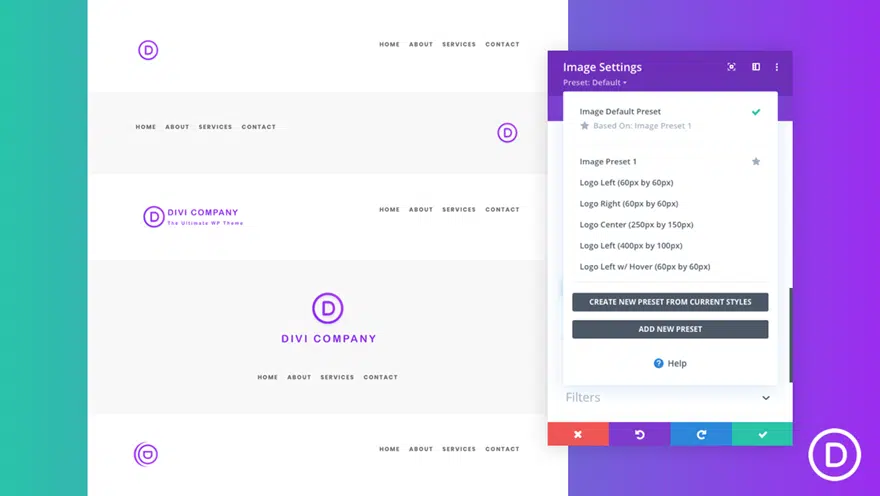 D
HOME ABOUT SERVICES CONTACT
HOME ABOUT SERVICES CONTACT
D
D DIVI COMPANY
The Ultimate WP Theme
HOME ABOUT SERVICES CONTACT
D
DIVI COMPANY
HOME ABOUT SERVICES CONTACT
D
HOME ABOUT SERVICES CONTACT
Image Settings
Preset: Default
Image Default Preset
Based On: Image Preset 1
Image Preset 1
Logo Left (60px by 60px)
Logo Right (60px by 60px)
Logo Center (250px by 150px)
Logo Left (400px by 100px)
Logo Left w/ Hover (60px by 60px)
CREATE NEW PRESET FROM CURRENT STYLES
ADD NEW PRESET
? Help
Filters
D